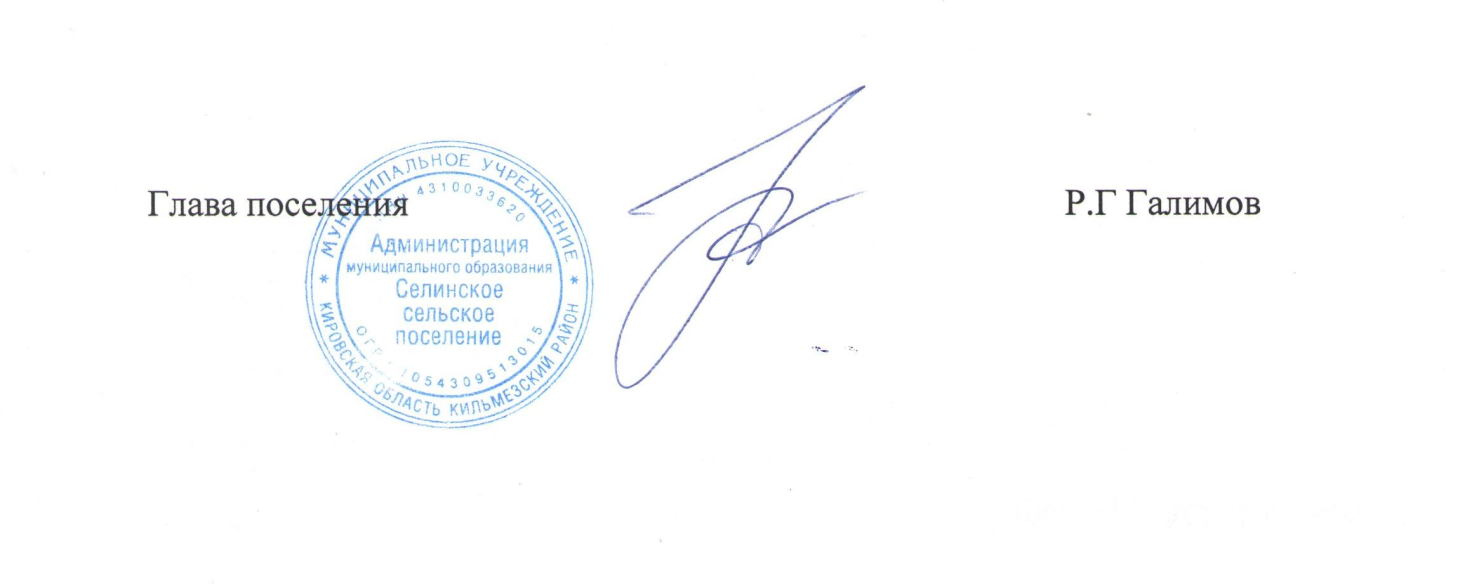 Глава поселения
Р.Г Галимов
* МУНИЦИПАЛЬНОЕ УЧРЕЖДЕНИЕ *
КИРОВСКАЯ ОБЛАСТЬ КИЛЬМЕЗСКИЙ РАЙОН
4310033620
Администрация
муниципального образования
Селинское
сельское
поселение
ОГРН 1054309513015